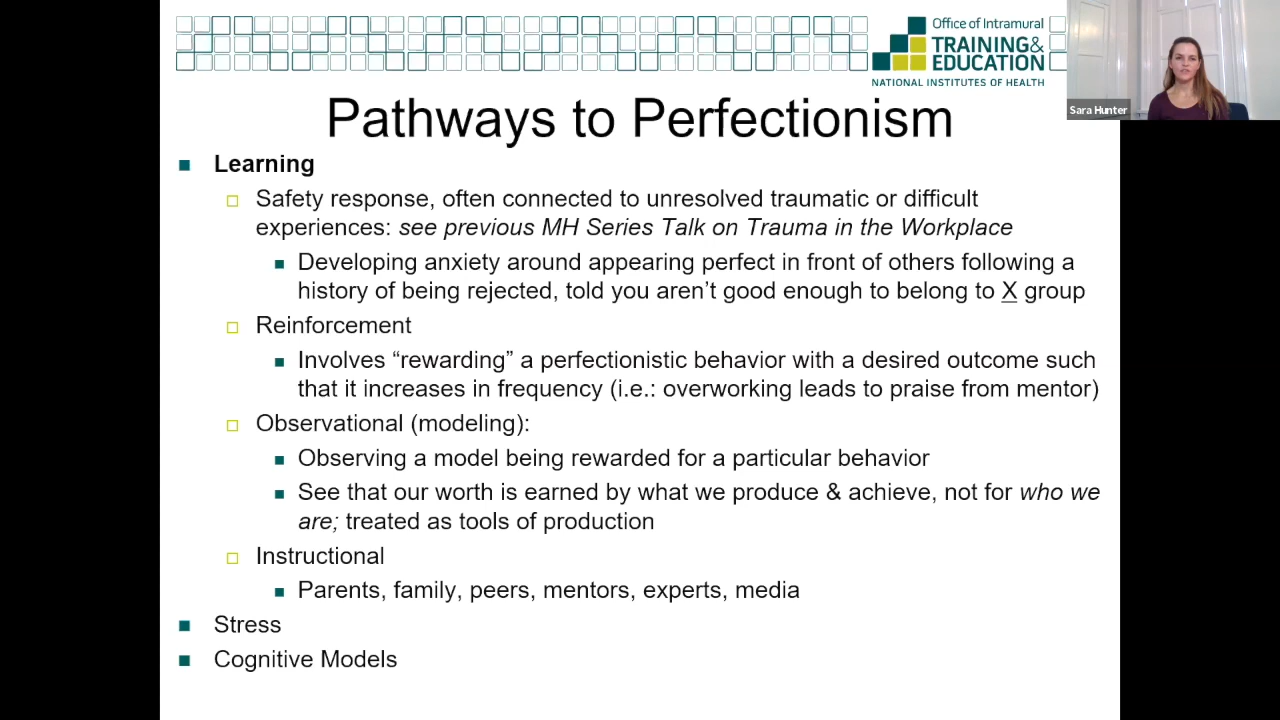 Office of Intramural
TRAINING&
EDUCATION
NATIONAL INSTITUTES OF HEALTH
Sara Hunter
Pathways to Perfectionism
Learning
Safety response, often connected to unresolved traumatic or difficult
experiences: see previous MH Series Talk on Trauma in the Workplace
Developing anxiety around appearing perfect in front of others following a
history of being rejected, told you aren’t good enough to belong to X group
Reinforcement
Involves “rewarding” a perfectionistic behavior with a desired outcome such
that it increases in frequency (i.e.: overworking leads to praise from mentor)
Observational (modeling):
Observing a model being rewarded for a particular behavior
See that our worth is earned by what we produce & achieve, not for who we
are; treated as tools of production
Instructional
Parents, family, peers, mentors, experts, media
Stress
Cognitive Models